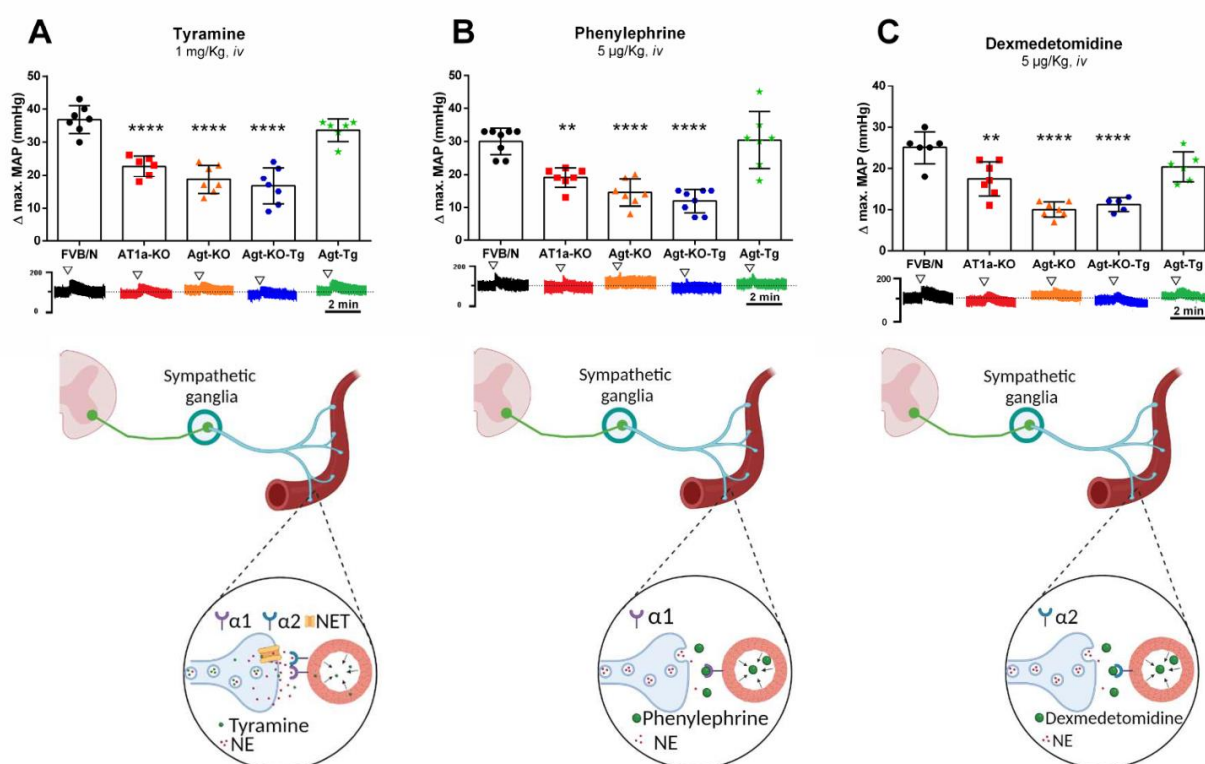 A
Tyramine
1 mg/Kg, iv
Δ max. MAP (mmHg)
50
40
30
20
10
0
**** **** ****
FVB/N AT1a-KO Agt-KO Agt-KO-Tg Agt-Tg
200
100
0
2 min
Sympathetic
ganglia
α1 α2 NET
Tyramine
NE
B
Phenylephrine
5 µg/Kg, iv
Δ max. MAP (mmHg)
50
40
30
20
10
0
** **** ****
FVB/N AT1a-KO Agt-KO Agt-KO-Tg Agt-Tg
200
100
0
2 min
Sympathetic
ganglia
α1
Phenylephrine
NE
C
Dexmedetomidine
5 µg/Kg, iv
Δ max. MAP (mmHg)
40
30
20
10
0
** **** ****
FVB/N AT1a-KO Agt-KO Agt-KO-Tg Agt-Tg
200
100
0
2 min
Sympathetic
ganglia
α2
Dexmedetomidine
NE